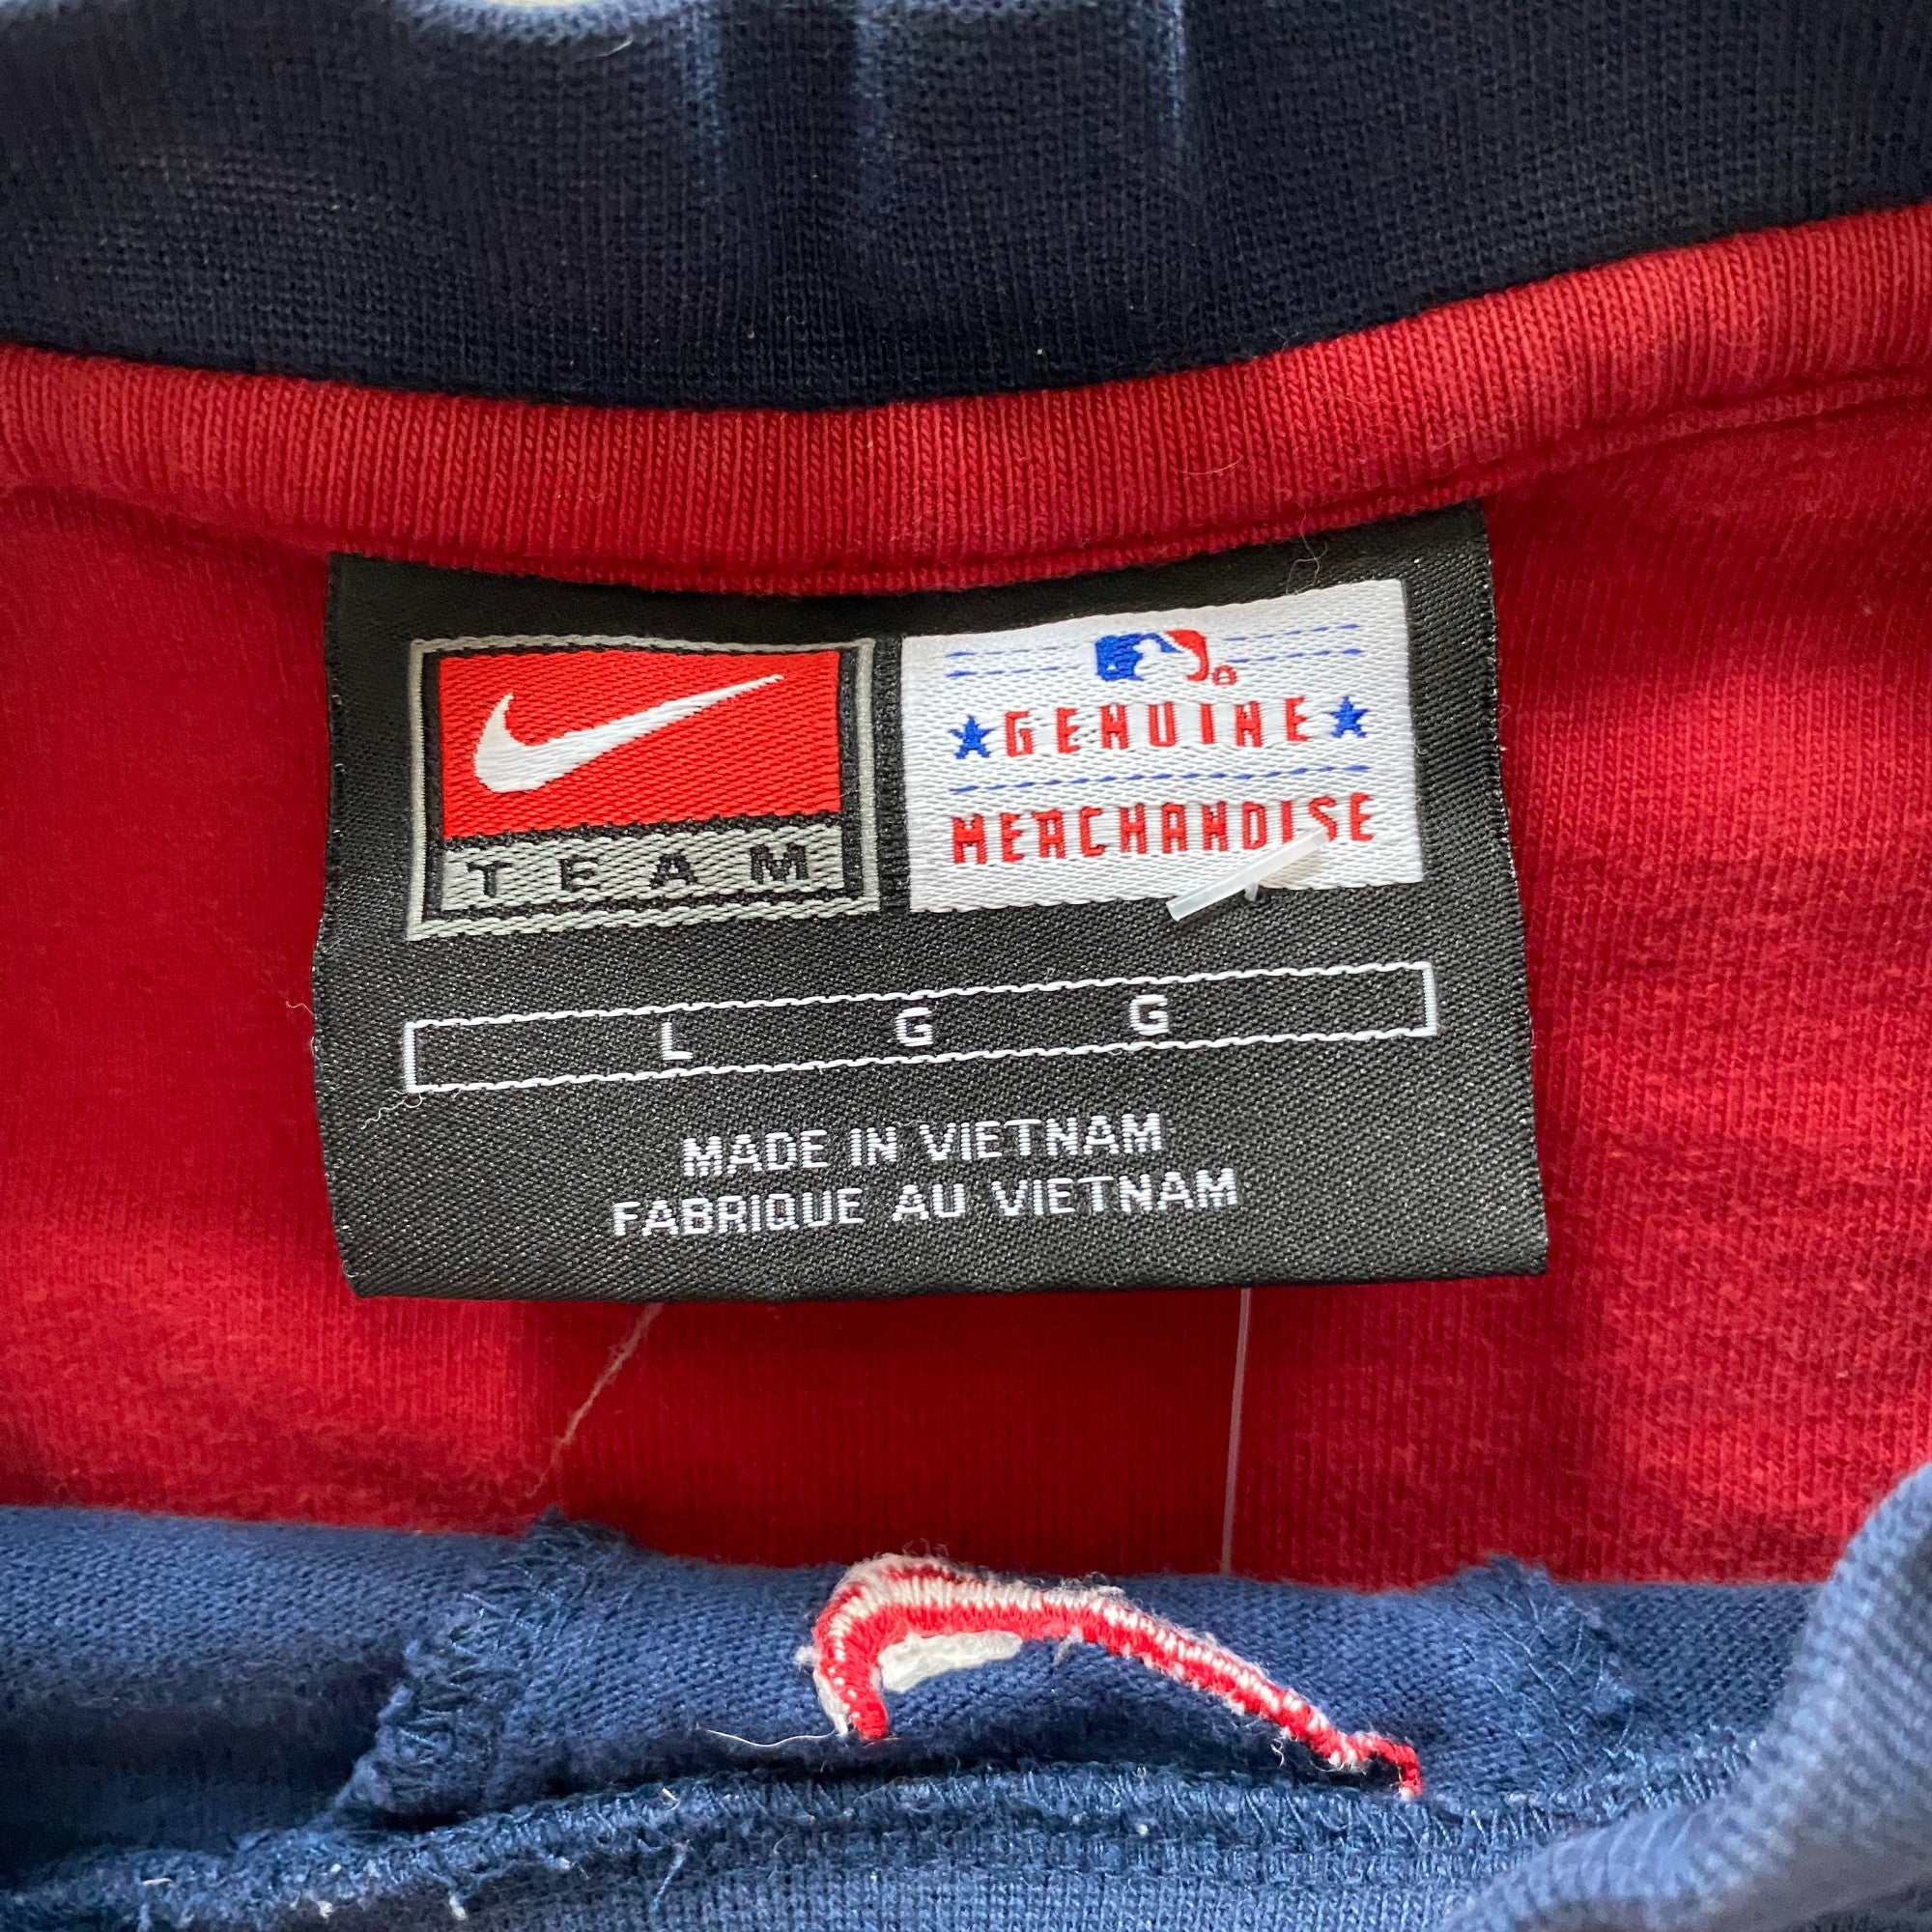 TEAM
GENUINE
MERCHANDISE
L G G
MADE IN VIETNAM
FABRIQUE AU VIETNAM